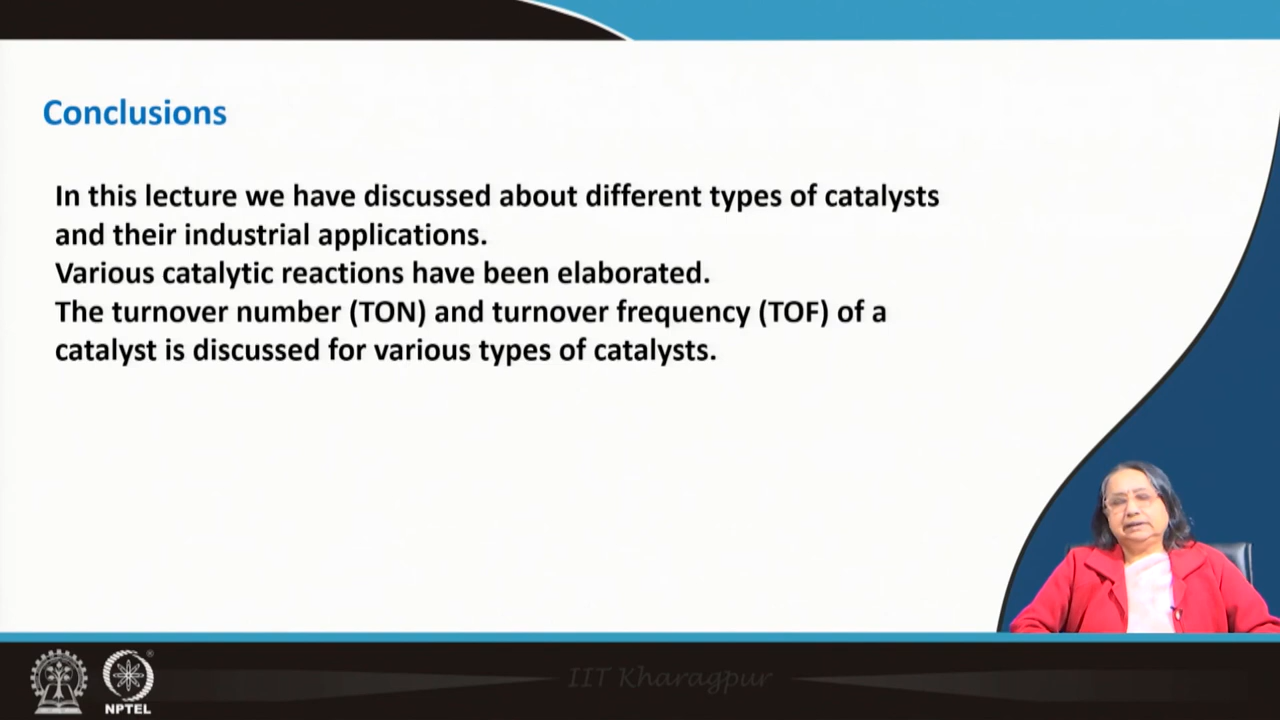 Conclusions
In this lecture we have discussed about different types of catalysts
and their industrial applications.
Various catalytic reactions have been elaborated.
The turnover number (TON) and turnover frequency (TOF) of a
catalyst is discussed for various types of catalysts.
IIT Kharagpur
NPTEL